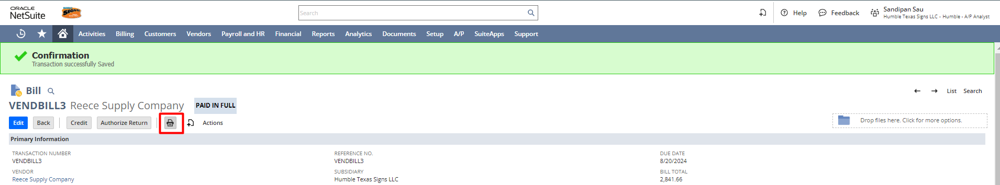 ORACLE
NetSuite
SIGNS
Search
Help
Feedback
Sandipan Sau
Humble Texas Signs LLC - Humble - A/P Analyst
Activities Billing Customers Vendors Payroll and HR Financial Reports Analytics Documents Setup A/P SuiteApps Support
Confirmation
Transaction successfully Saved
Bill
List Search
VENDBILL3 Reece Supply Company PAID IN FULL
Edit Back Credit Authorize Return Actions
Drop files here. Click for more options.
Primary Information
TRANSACTION NUMBER
VENDBILL3
REFERENCE NO.
VENDBILL3
DUE DATE
8/20/2024
VENDOR
Reece Supply Company
SUBSIDIARY
Humble Texas Signs LLC
BILL TOTAL
2,841.66